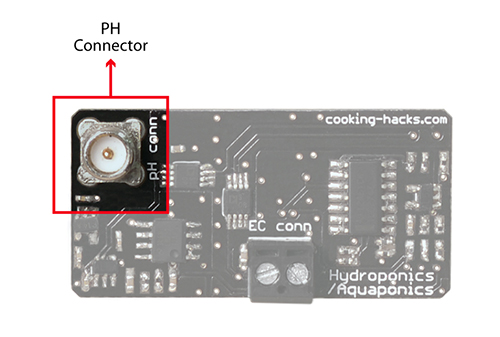 PH
Connector
cooking-hacks.com
pH conn
EC conn
Hydroponics
/Aquaponics